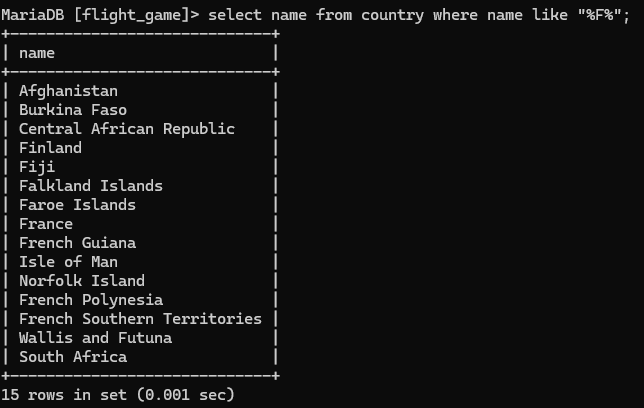 MariaDB [flight_game]> select name from country where name like "%F%";
+----------------------------+
| name                       |
+----------------------------+
| Afghanistan                |
| Burkina Faso               |
| Central African Republic   |
| Finland                    |
| Fiji                       |
| Falkland Islands           |
| Faroe Islands              |
| France                     |
| French Guiana              |
| Isle of Man                |
| Norfolk Island             |
| French Polynesia           |
| French Southern Territories |
| Wallis and Futuna          |
| South Africa               |
+----------------------------+
15 rows in set (0.001 sec)